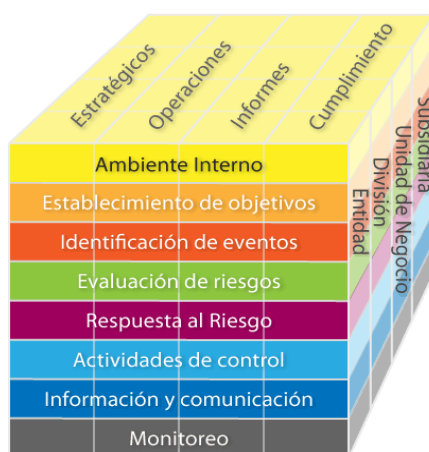 Estratégicos
Operaciones
Informes
Cumplimiento
Ambiente Interno
Establecimiento de objetivos
Identificación de eventos
Evaluación de riesgos
Respuesta al Riesgo
Actividades de control
Información y comunicación
Monitoreo
Entidad
División
Unidad de Negocio
Subsidiaria